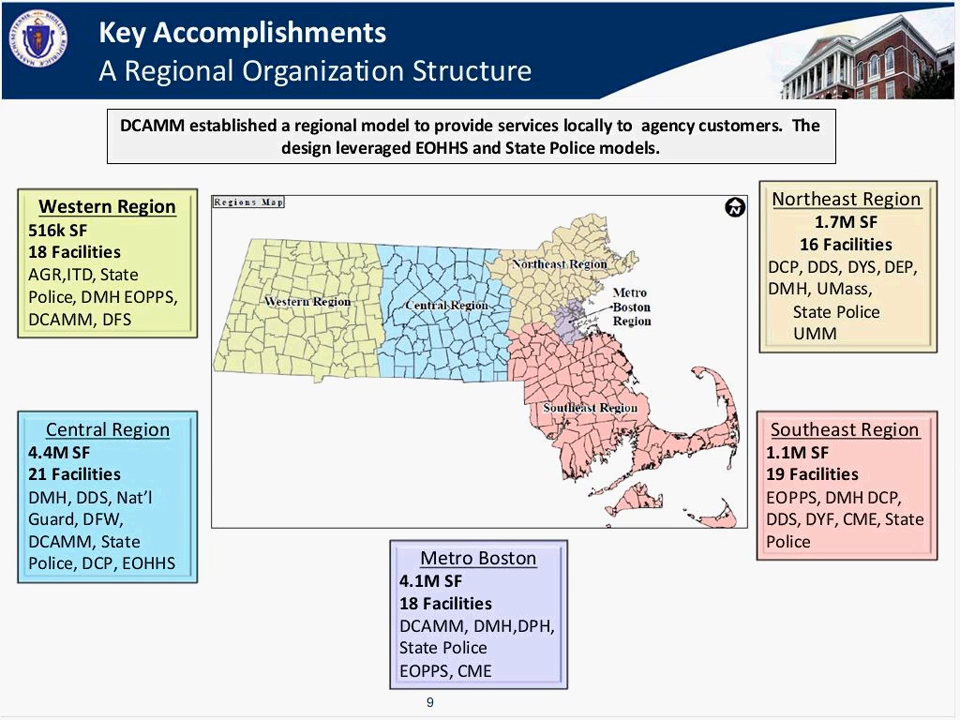 Key Accomplishments
A Regional Organization Structure
DCAMM established a regional model to provide services locally to agency customers. The
design leveraged EOHHS and State Police models.
Western Region
516k SF
18 Facilities
AGR,ITD, State
Police, DMH EOPPS,
DCAMM, DFS
Central Region
4.4M SF
21 Facilities
DMH, DDS, Nat’l
Guard, DFW,
DCAMM, State
Police, DCP, EOHHS
Regions Map
N
Western Region
Central Region
Northeast Region
Metro
Boston
Region
Southeast Region
Northeast Region
1.7M SF
16 Facilities
DCP, DDS, DYS, DEP,
DMH, UMass,
State Police
UMM
Southeast Region
1.1M SF
19 Facilities
EOPPS, DMH DCP,
DDS, DYF, CME, State
Police
Metro Boston
4.1M SF
18 Facilities
DCAMM, DMH,DPH,
State Police
EOPPS, CME
9